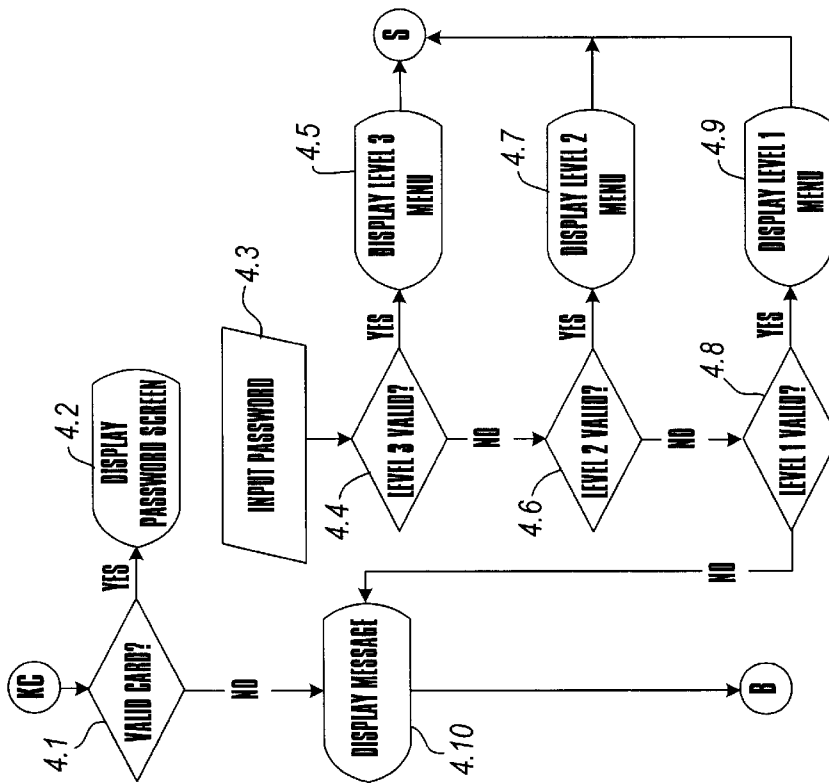 KC
4.1
VALID CARD?
YES
NO
4.2
DISPLAY
PASSWORD SCREEN
4.3
INPUT PASSWORD
4.4
LEVEL 3 VALID?
YES
NO
4.5
DISPLAY LEVEL 3
MENU
S
4.6
LEVEL 2 VALID?
YES
NO
4.7
DISPLAY LEVEL 2
MENU
4.8
LEVEL 1 VALID?
YES
NO
4.9
DISPLAY LEVEL 1
MENU
DISPLAY MESSAGE
4.10
B